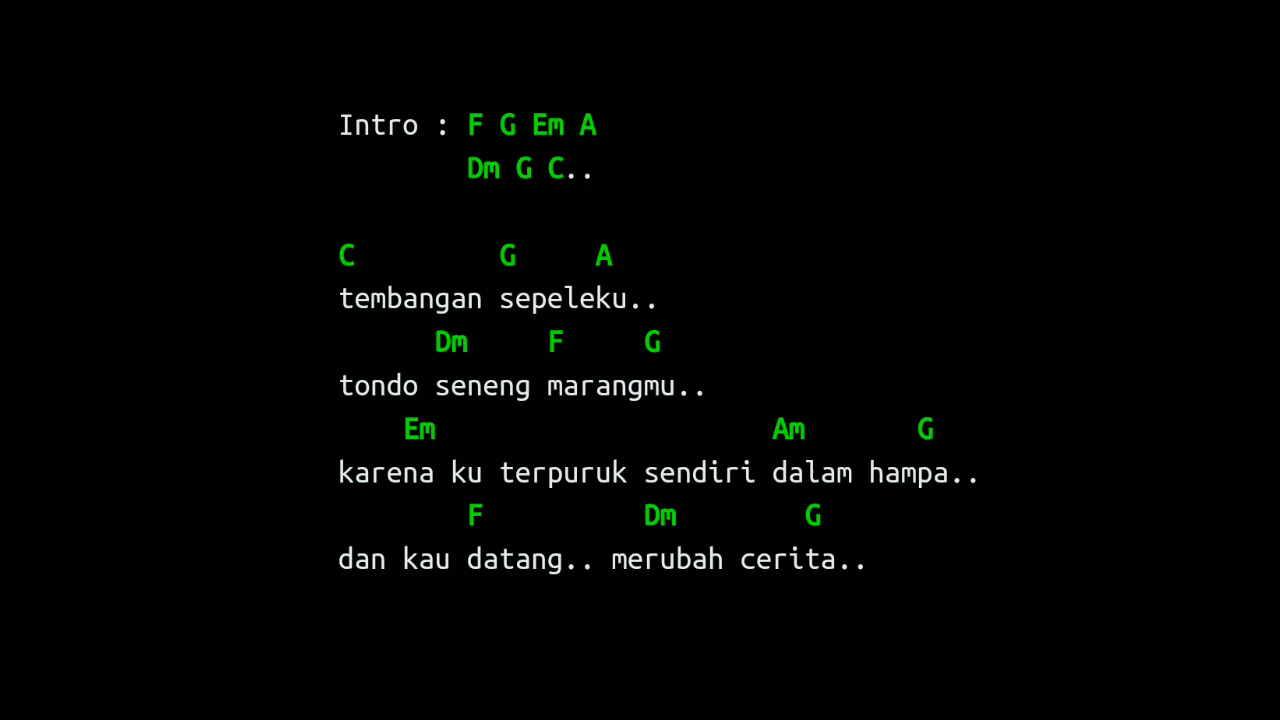 Intro : F G Em A
Dm G C..
C G A
tembangan sepeleku..
Dm F G
tondo seneng marangmu..
Em Am G
karena ku terpuruk sendiri dalam hampa..
F Dm G
dan kau datang.. merubah cerita..